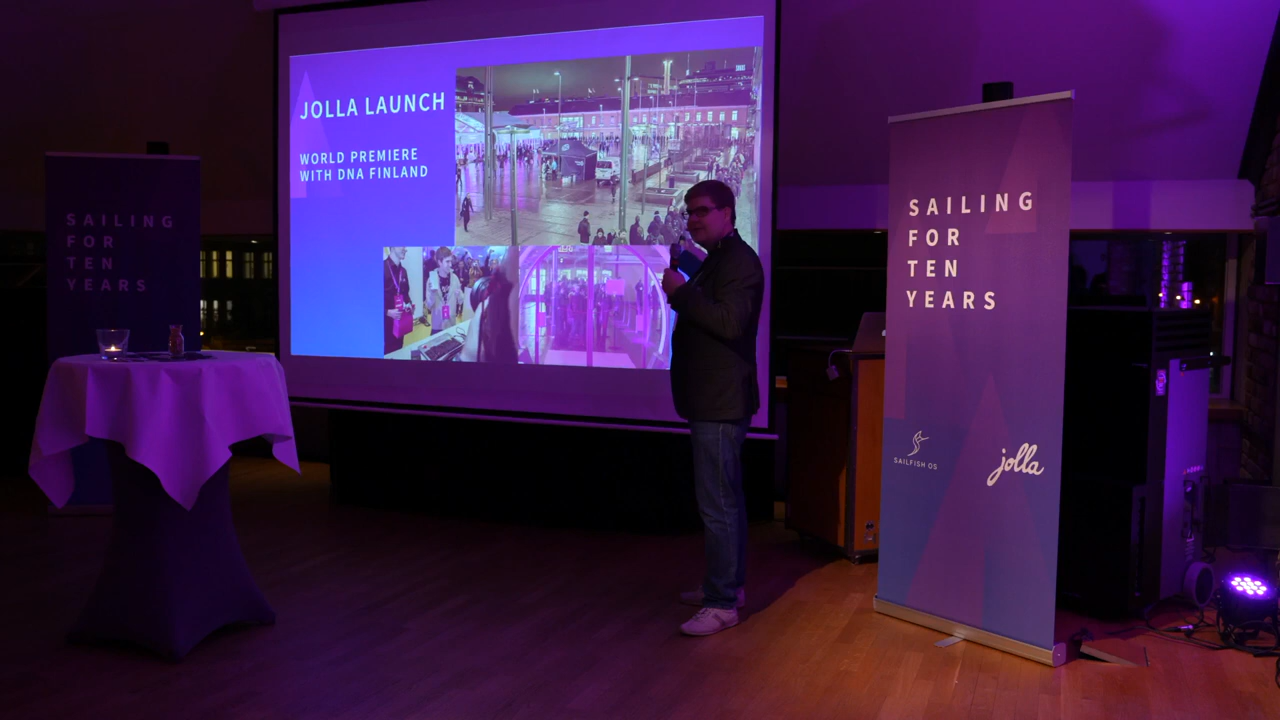 JOLLA LAUNCH
WORLD PREMIERE
WITH DNA FINLAND
SAILING
FOR
TEN
YEARS
SAILING
FOR
TEN
YEARS
SAILFISH OS
jolla